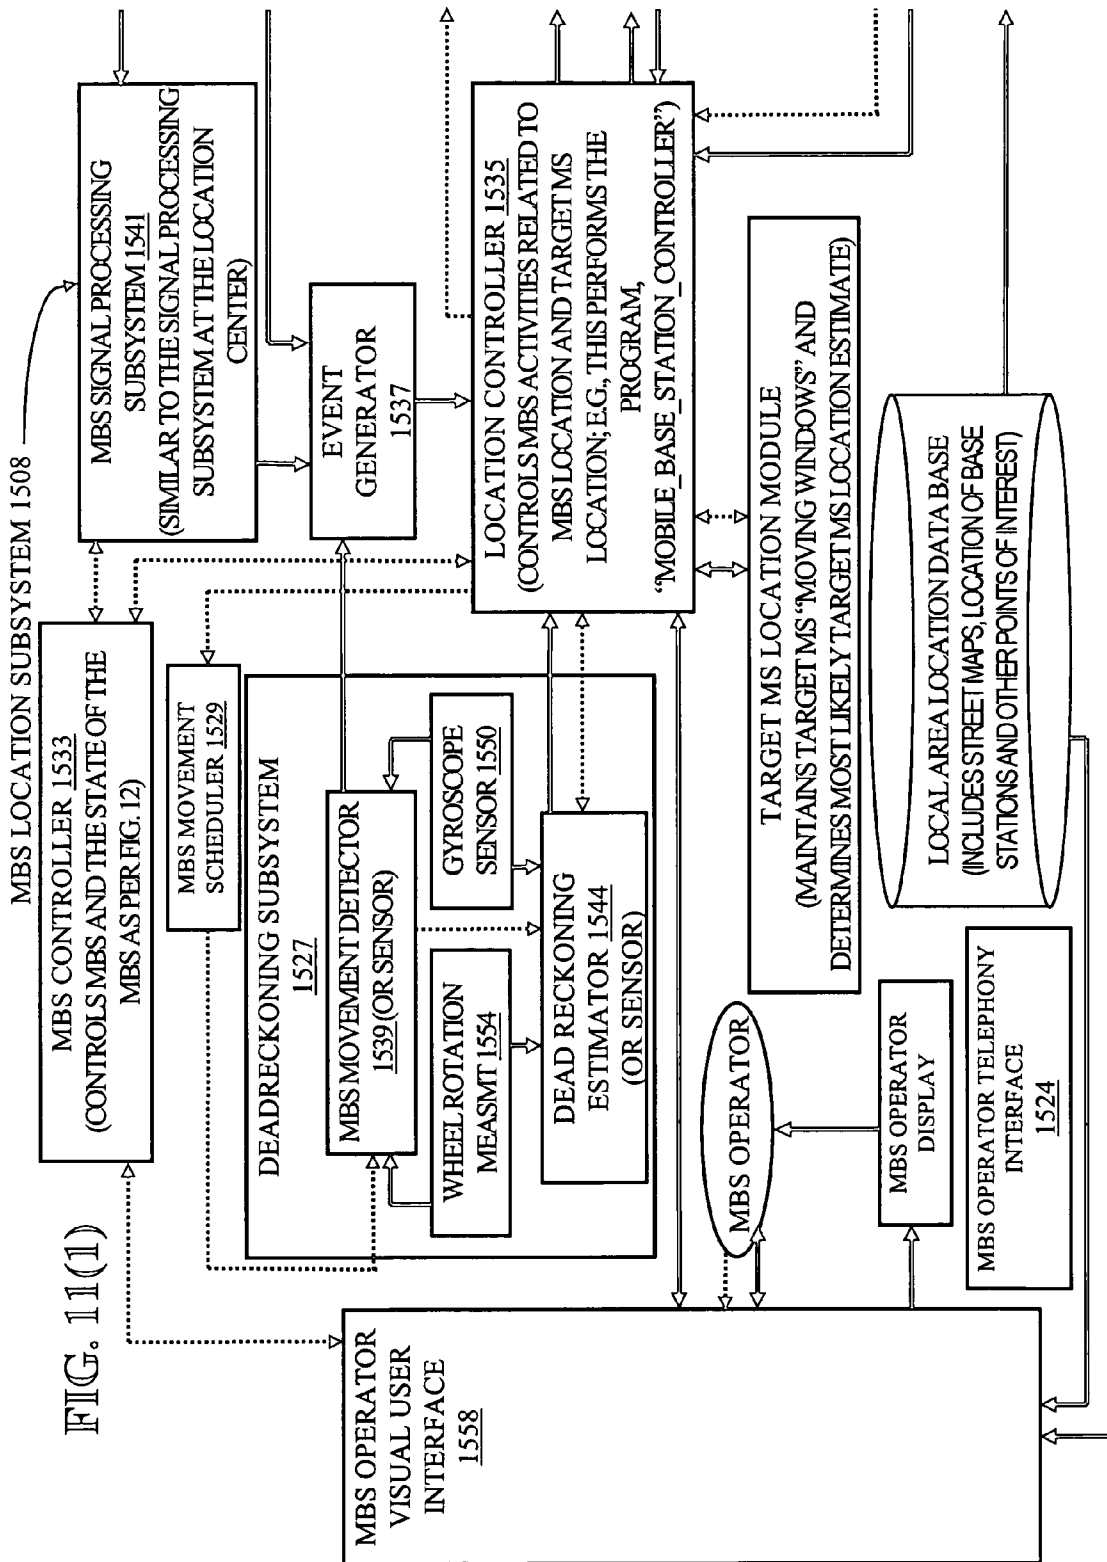 FIG. 11(1)
MBS LOCATION SUBSYSTEM 1508
MBS CONTROLLER 1533
(CONTROLS MBS AND THE STATE OF THE
MBS AS PER FIG. 12)
MBS SIGNAL PROCESSING
SUBSYSTEM 1541
(SIMILAR TO THE SIGNAL PROCESSING
SUBSYSTEM AT THE LOCATION
CENTER)
MBS MOVEMENT
SCHEDULER 1529
DEADRECKONING SUBSYSTEM
1527
MBS MOVEMENT DETECTOR
1539 (OR SENSOR)
WHEEL ROTATION
MEASMT 1554
GYROSCOPE
SENSOR 1550
DEAD RECKONING
ESTIMATOR 1544
(OR SENSOR)
EVENT
GENERATOR
1537
LOCATION CONTROLLER 1535
(CONTROLS MBS ACTIVITIES RELATED TO
MBS LOCATION AND TARGET MS
LOCATION; E.G., THIS PERFORMS THE
PROGRAM,
“MOBILE_BASE_STATION_CONTROLLER”)
MBS OPERATOR
VISUAL USER
INTERFACE
1558
MBS OPERATOR
MBS OPERATOR
DISPLAY
MBS OPERATOR TELEPHONY
INTERFACE
1524
TARGET MS LOCATION MODULE
(MAINTAINS TARGET MS “MOVING WINDOWS” AND
DETERMINES MOST LIKELY TARGET MS LOCATION ESTIMATE)
LOCAL AREA LOCATION DATA BASE
(INCLUDES STREET MAPS, LOCATION OF BASE
STATIONS AND OTHER POINTS OF INTEREST)